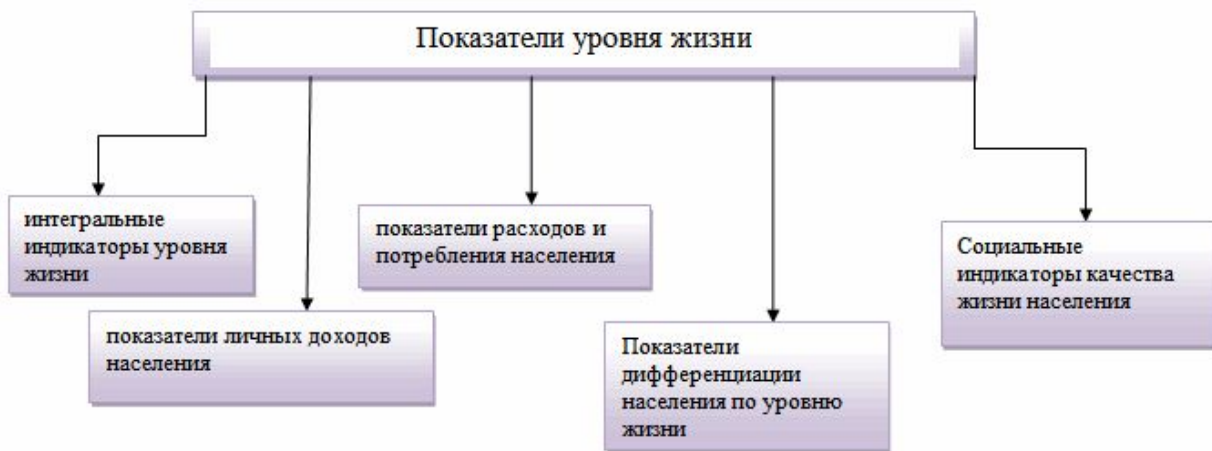 Показатели уровня жизни
интегральные
индикаторы уровня
жизни
показатели личных доходов
населения
показатели расходов и
потребления населения
Показатели
дифференциации
населения по уровню
жизни
Социальные
индикаторы качества
жизни населения